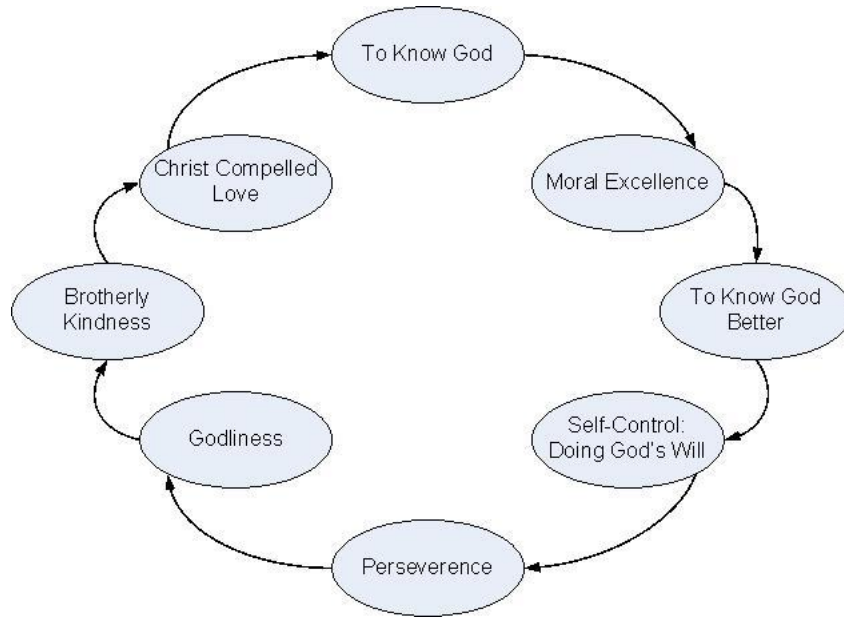 To Know God
Moral Excellence
To Know God
Better
Self-Control:
Doing God's Will
Perseverence
Godliness
Brotherly
Kindness
Christ Compelled
Love